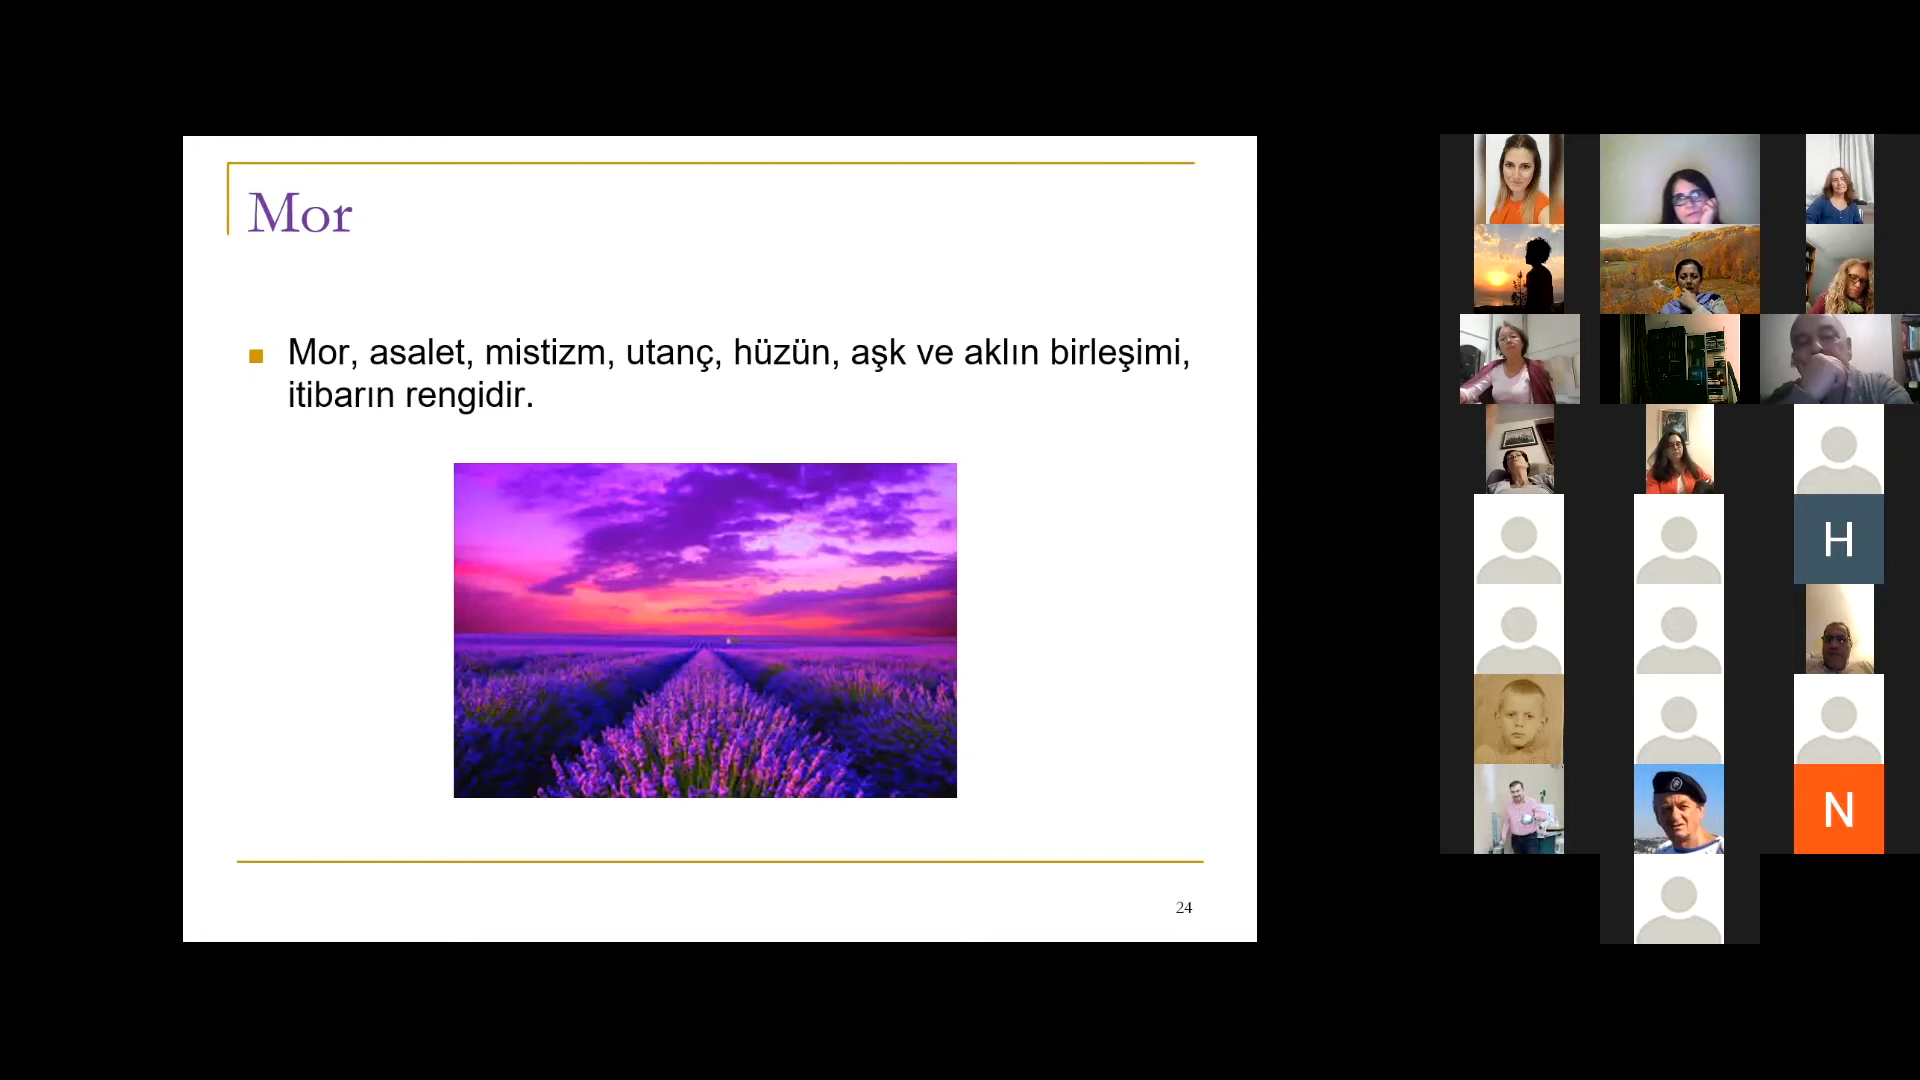 Mor
Mor, asalet, mistizm, utanç, hüzün, aşk ve aklın birleşimi,
itibarın rengidir.
24
H
N